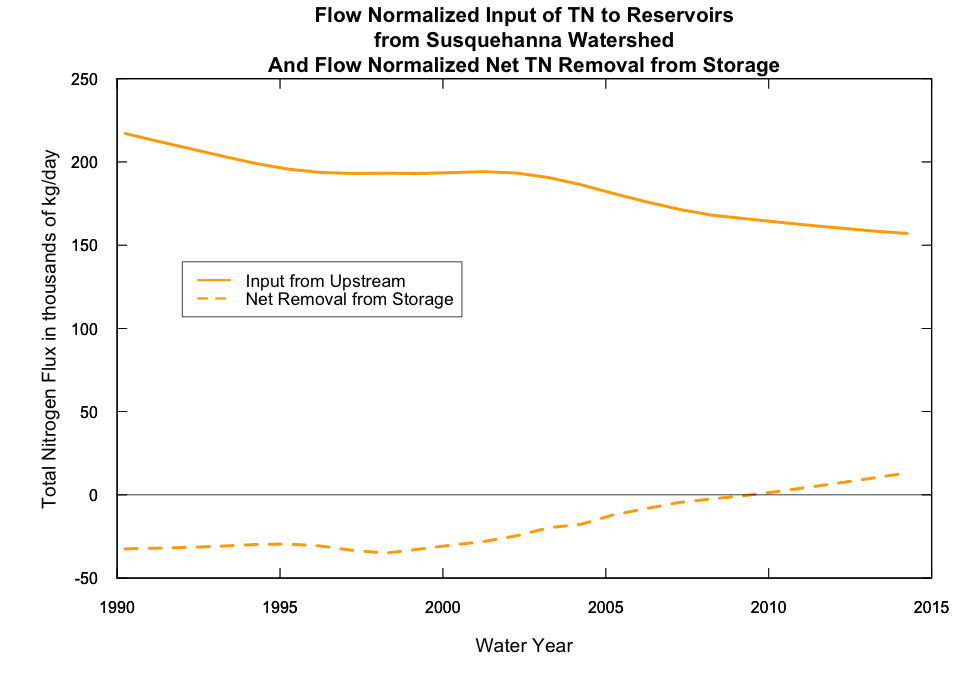 Flow Normalized Input of TN to Reservoirs
from Susquehanna Watershed
And Flow Normalized Net TN Removal from Storage
Total Nitrogen Flux in thousands of kg/day
250
200
150
100
50
0
-50
Input from Upstream
Net Removal from Storage
1990 1995 2000 2005 2010 2015
Water Year